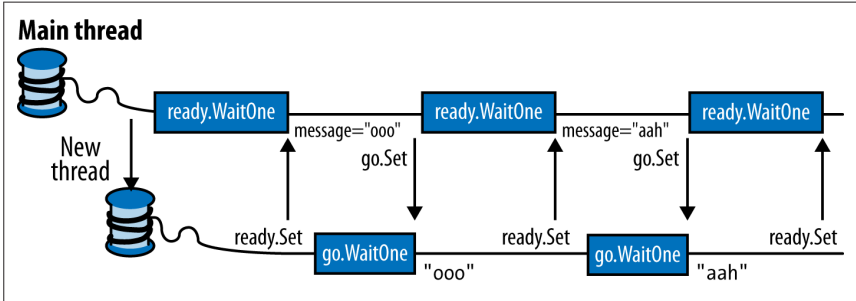 Main thread
ready.WaitOne
ready.WaitOne
ready.WaitOne
message="ooo"
message="aah"
go.Set
go.Set
New
thread
ready.Set
ready.Set
ready.Set
go.WaitOne
go.WaitOne
"ooo"
"aah"